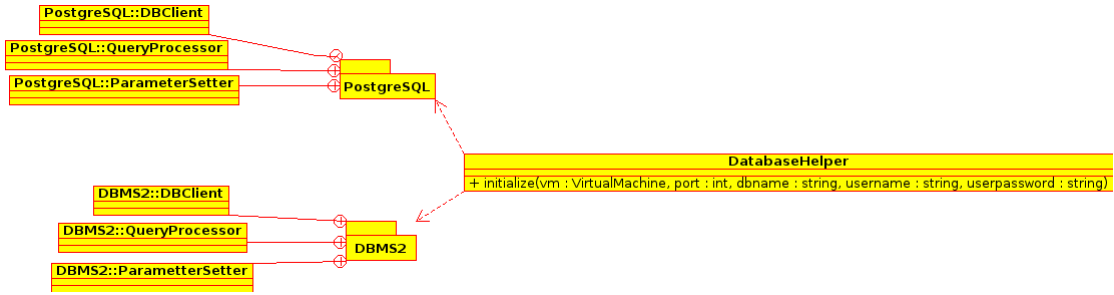 PostgreSQL::DBClient
PostgreSQL::QueryProcessor
PostgreSQL::ParameterSetter
PostgreSQL
DatabaseHelper
+ initialize(vm : VirtualMachine, port : int, dbname : string, username : string, userpassword : string)
DBMS2::DBClient
DBMS2::QueryProcessor
DBMS2
DBMS2::ParametterSetter